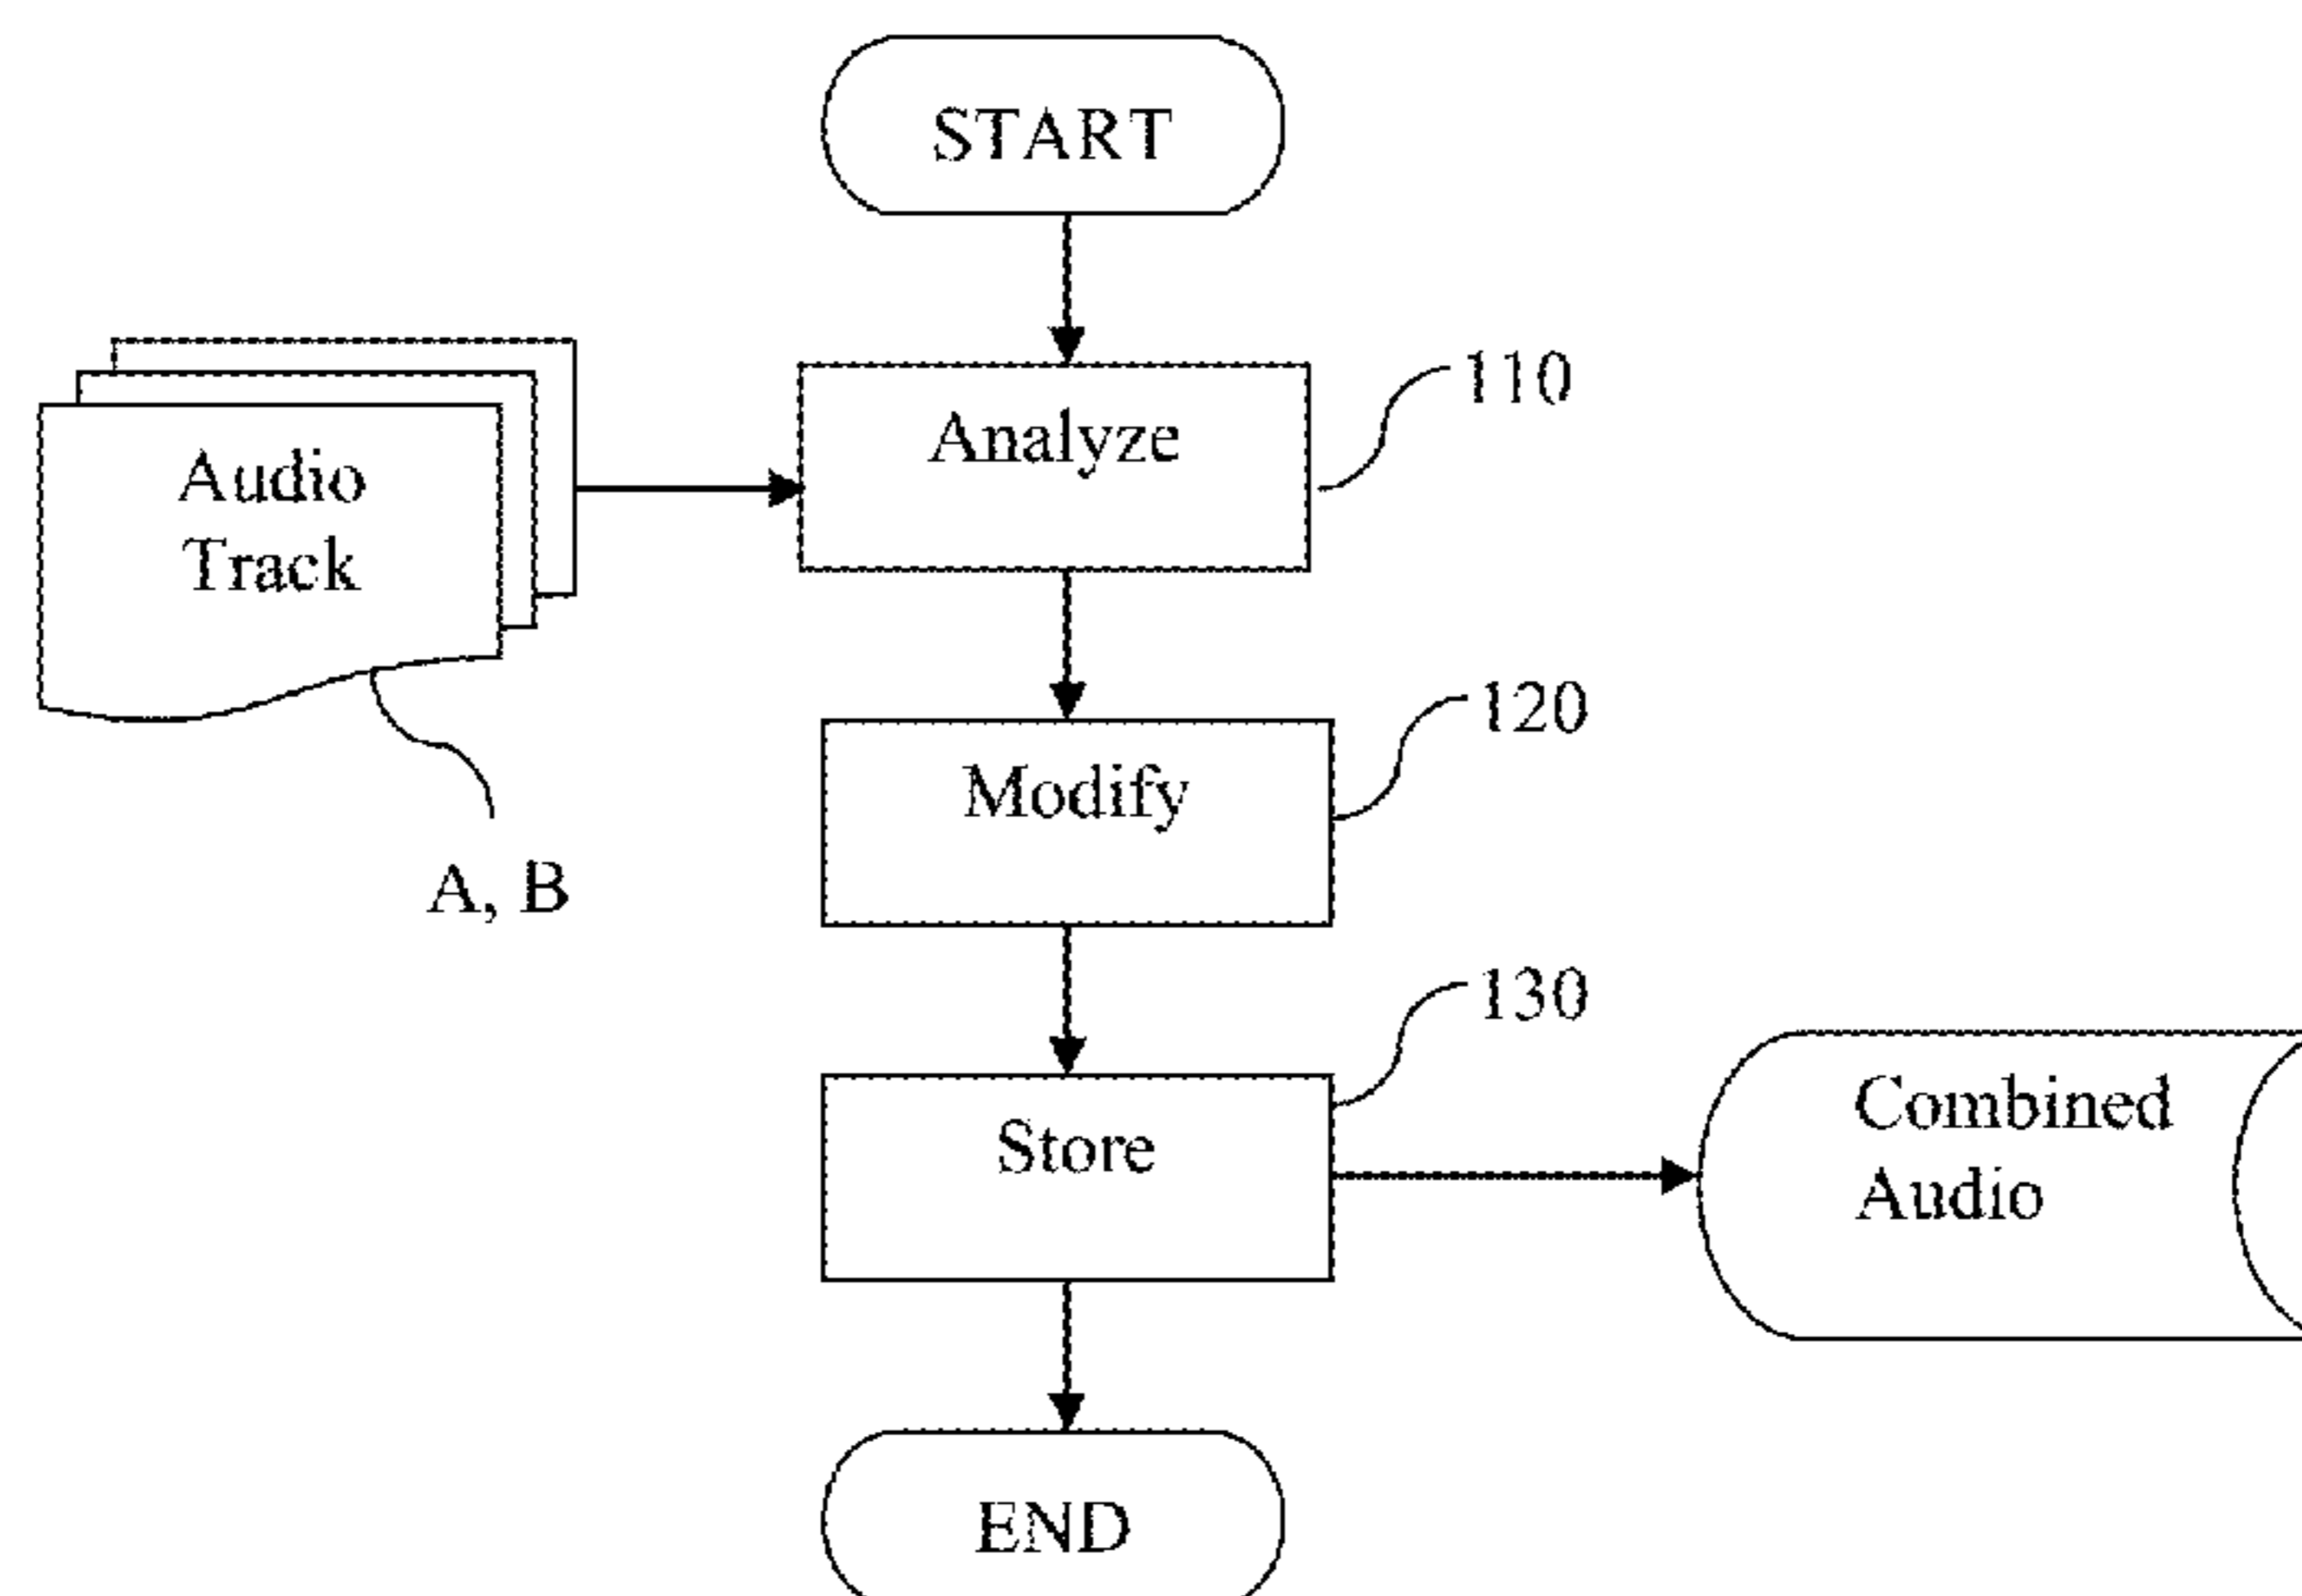 START
Audio
Track
A, B
Analyze
110
Modify
120
Store
130
Combined
Audio
END